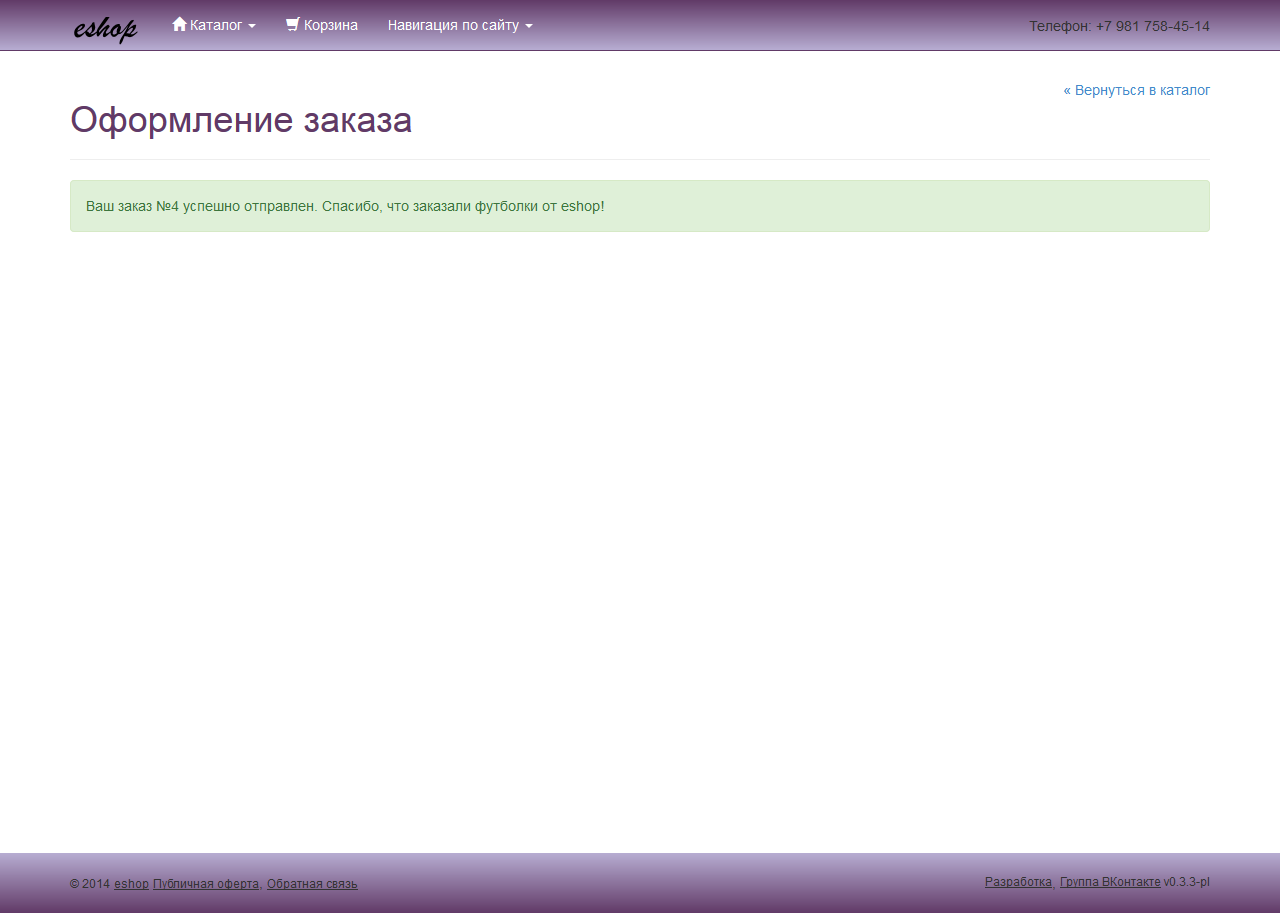 eshop Каталог Корзина Навигация по сайту Телефон: +7 981 758-45-14
« Вернуться в каталог
Оформление заказа
Ваш заказ №4 успешно отправлен. Спасибо, что заказали футболки от eshop!
© 2014 eshop Публичная оферта, Обратная связь Разработка, Группа ВКонтакте v0.3.3-pl